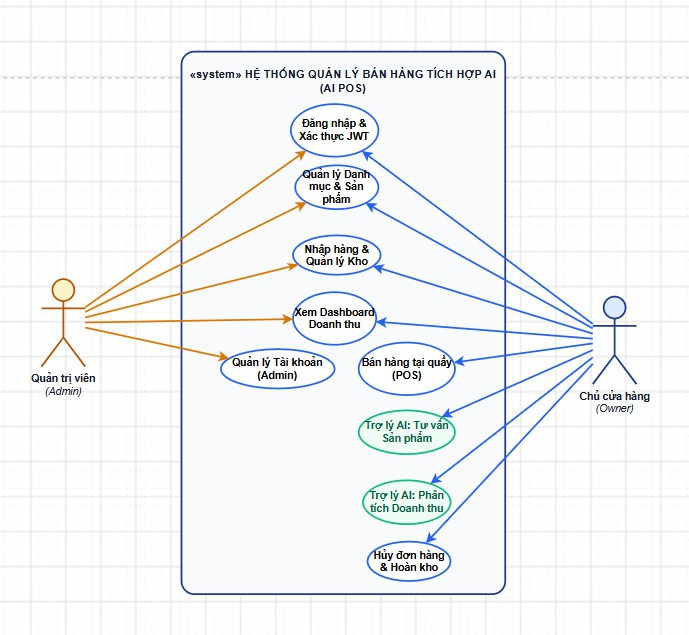 «system» HỆ THỐNG QUẢN LÝ BÁN HÀNG TÍCH HỢP AI
(AI POS)
Đăng nhập &
Xác thực JWT
Quản lý Danh
mục & Sản
phẩm
Nhập hàng &
Quản lý Kho
Xem Dashboard
Doanh thu
Quản lý Tài khoản
(Admin)
Bán hàng tại quầy
(POS)
Trợ lý AI: Tư vấn
Sản phẩm
Trợ lý AI: Phân
tích Doanh thu
Hủy đơn hàng
& Hoàn kho
Quản trị viên
(Admin)
Chủ cửa hàng
(Owner)